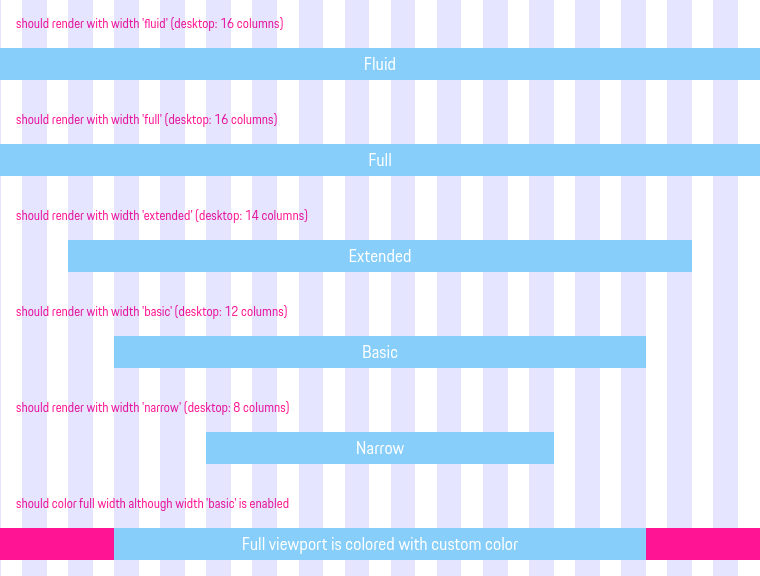 should render with width 'fluid' (desktop: 16 columns)
Fluid
should render with width 'full' (desktop: 16 columns)
Full
should render with width 'extended' (desktop: 14 columns)
Extended
should render with width 'basic' (desktop: 12 columns)
Basic
should render with width 'narrow' (desktop: 8 columns)
Narrow
should color full width although width 'basic' is enabled
Full viewport is colored with custom color